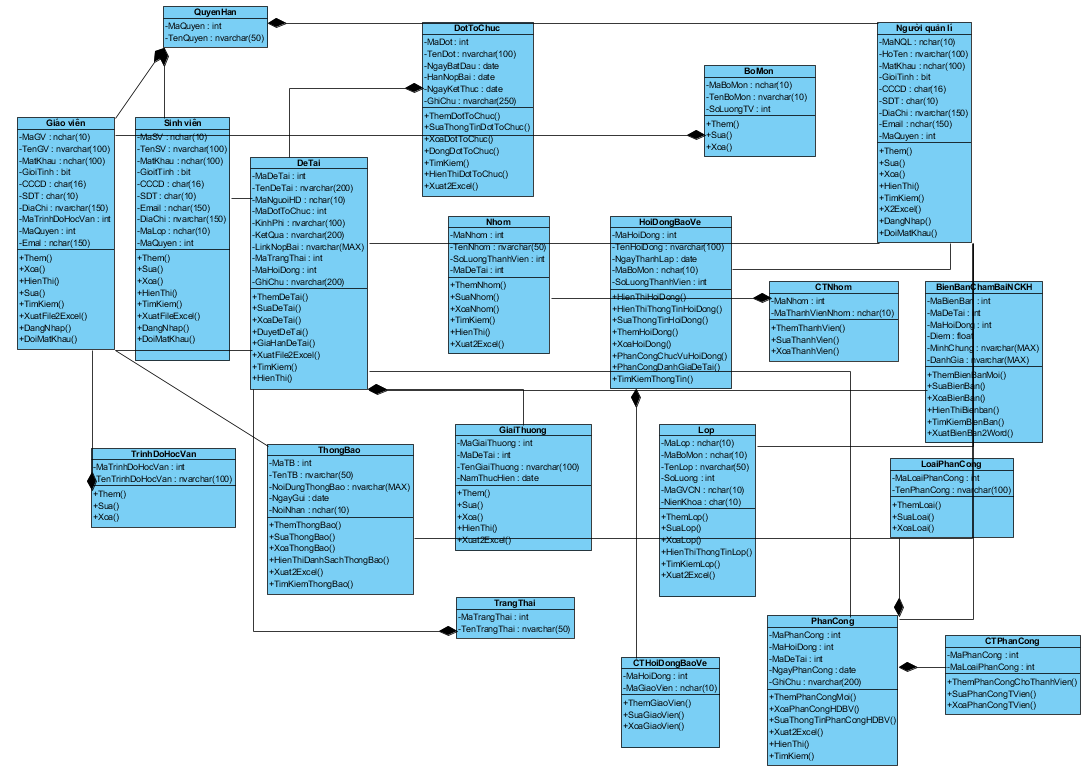 QuyenHan
-MaQuyen : int
-TenQuyen : nvarchar(50)
DotToChuc
-MaDot : int
-TenDot : nvarchar(100)
-NgayBatDau : date
-HanNopBai : date
-NgayKetThuc : date
-GhiChu : nvarchar(250)
+ThemDotToChuc()
+SuaThongTinDotToChuc()
+XoaDotToChuc()
+DongDotToChuc()
+TimKiem()
+HienThiDotToChuc()
+Xuat2Excel()
Người quản lí
-MaNQL : nchar(10)
-HoTen : nvarchar(100)
-MatKhau : nchar(100)
-GioiTinh : bit
-CCCD : char(16)
-SDT : char(10)
-DiaChi : nvarchar(150)
-Email : nchar(150)
-MaQuyen : int
+Them()
+Sua()
+Xoa()
+HienThi()
+TimKiem()
+X2Excel()
+DangNhap()
+DoiMatKhau()
BoMon
-MaBoMon : nchar(10)
-TenBoMon : nvarchar(10)
-SoLuongTV : int
+Them()
+Sua()
+Xoa()
Giáo viên
-MaGV : nchar(10)
-TenGV : nvarchar(100)
-MatKhau : nchar(100)
-GioiTinh : bit
-CCCD : char(16)
-SDT : char(10)
-DiaChi : nvarchar(150)
-MaTrinhDoHocVan : int
-MaQuyen : int
-Emal : nchar(150)
+Them()
+Xoa()
+HienThi()
+Sua()
+TimKiem()
+XuatFile2Excel()
+DangNhap()
+DoiMatKhau()
Sinh viên
-MaSV : nchar(10)
-TenSV : nvarchar(100)
-MatKhau : nchar(100)
-GioitTinh : bit
-CCCD : char(16)
-SDT : char(10)
-Email : nchar(150)
-DiaChi : nvarchar(150)
-MaLop : nchar(10)
-MaQuyen : int
+Them()
+Sua()
+Xoa()
+HienThi()
+TimKiem()
+XuatFileExcel()
+DangNhap()
+DoiMatKhau()
DeTai
-MaDeTai : int
-TenDeTai : nvarchar(200)
-MaNguoiHD : nchar(10)
-MaDotToChuc : int
-KinhPhi : nvarchar(100)
-KetQua : nvarchar(200)
-LinkNopBai : nvarchar(MAX)
-MaTrangThai : int
-MaHoiDong : int
-GhiChu : nvarchar(200)
+ThemDeTai()
+SuaDeTai()
+XoaDeTai()
+DuyetDeTai()
+GiaHanDeTai()
+XuatFile2Excel()
+TimKiem()
+HienThi()
Nhom
-MaNhom : int
-TenNhom : nvarchar(50)
-SoLuongThanhVien : int
-MaDeTai : int
+ThemNhom()
+SuaNhom()
+XoaNhom()
+TimKiem()
+HienThi()
+Xuat2Excel()
HoiDongBaoVe
-MaHoiDong : int
-TenHoiDong : nvarchar(100)
-NgayThanhLap : date
-MaBoMon : nchar(10)
-SoLuongThanhVien : int
+HienThiHoiDong()
+HienThiThongTinHoiDong()
+SuaThongTinHoiDong()
+ThemHoiDong()
+XoaHoiDong()
+PhanCongChucVuHoiDong()
+PhanCongDanhGiaDeTai()
+TimKiemThongTin()
CTNhom
-MaNhom : int
-MaThanhVienNhom : nchar(10)
+ThemThanhVien()
+SuaThanhVien()
+XoaThanhVien()
BienBanChamBaiNCKH
-MaBienBan : int
-MaDeTai : int
-MaHoiDong : int
-Diem : float
-MinhChung : nvarchar(MAX)
-DanhGia : nvarchar(MAX)
+ThemBienBanMoi()
+SuaBienBan()
+XoaBienBan()
+HienThiBienban()
+TimKiemBienBan()
+XuatBienBan2Word()
TrinhDoHocVan
-MaTrinhDoHocVan : int
-TenTrinhDoHocVan : nvarchar(100)
+Them()
+Sua()
+Xoa()
ThongBao
-MaTB : int
-TenTB : nvarchar(50)
-NoiDungThongBao : nvarchar(MAX)
-NgayGui : date
-NoiNhan : nchar(10)
+ThemThongBao()
+SuaThongBao()
+XoaThongBao()
+HienThiDanhSachThongBao()
+Xuat2Excel()
+TimKiemThongBao()
GiaiThuong
-MaGiaiThuong : int
-MaDeTai : int
-TenGiaiThuong : nvarchar(100)
-NamThucHien : date
+Them()
+Sua()
+Xoa()
+HienThi()
+Xuat2Excel()
Lop
-MaLop : nchar(10)
-MaBoMon : nchar(10)
-TenLop : nvarchar(50)
-SoLuong : int
-MaGVCN : nchar(10)
-NienKhoa : char(10)
+ThemLop()
+SuaLop()
+XoaLop()
+HienThiThongTinLop()
+TimKiemLop()
+Xuat2Excel()
LoaiPhanCong
-MaLoaiPhanCong : int
-TenPhanCong : nvarchar(100)
+ThemLoai()
+SuaLoai()
+XoaLoai()
TrangThai
-MaTrangThai : int
-TenTrangThai : nvarchar(50)
CTHoiDongBaoVe
-MaHoiDong : int
-MaGiaoVien : nchar(10)
+ThemGiaoVien()
+SuaGiaoVien()
+XoaGiaoVien()
PhanCong
-MaPhanCong : int
-MaHoiDong : int
-MaDeTai : int
-NgayPhanCong : date
-GhiChu : nvarchar(200)
+ThemPhanCongMoi()
+XoaPhanCongHDBV()
+SuaThongTinPhanCongHDBV()
+Xuat2Excel()
+HienThi()
+TimKiem()
CTPhanCong
-MaPhanCong : int
-MaLoaiPhanCong : int
+ThemPhanCongChoThanhVien()
+SuaPhanCongTVien()
+XoaPhanCongTVien()